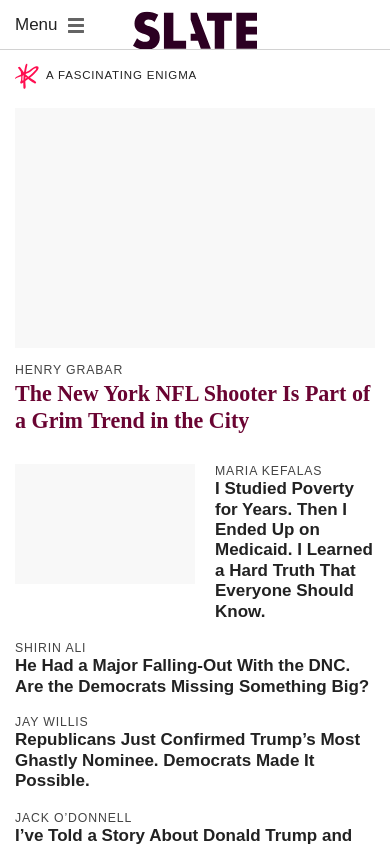 Menu
SLATE
A FASCINATING ENIGMA
HENRY GRABAR
The New York NFL Shooter Is Part of
a Grim Trend in the City
MARIA KEFALAS
I Studied Poverty
for Years. Then I
Ended Up on
Medicaid. I Learned
a Hard Truth That
Everyone Should
Know.
SHIRIN ALI
He Had a Major Falling-Out With the DNC.
Are the Democrats Missing Something Big?
JAY WILLIS
Republicans Just Confirmed Trump’s Most
Ghastly Nominee. Democrats Made It
Possible.
JACK O’DONNELL
I’ve Told a Story About Donald Trump and